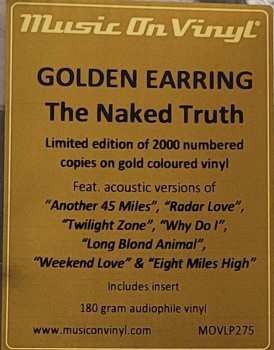 Music On Vinyl®
GOLDEN EARRING
The Naked Truth
Limited edition of 2000 numbered
copies on gold coloured vinyl
Feat. acoustic versions of
"Another 45 Miles", "Radar Love",
"Twilight Zone", "Why Do I",
"Long Blond Animal",
"Weekend Love" & "Eight Miles High"
Includes insert
180 gram audiophile vinyl
www.musiconvinyl.com MOVLP275